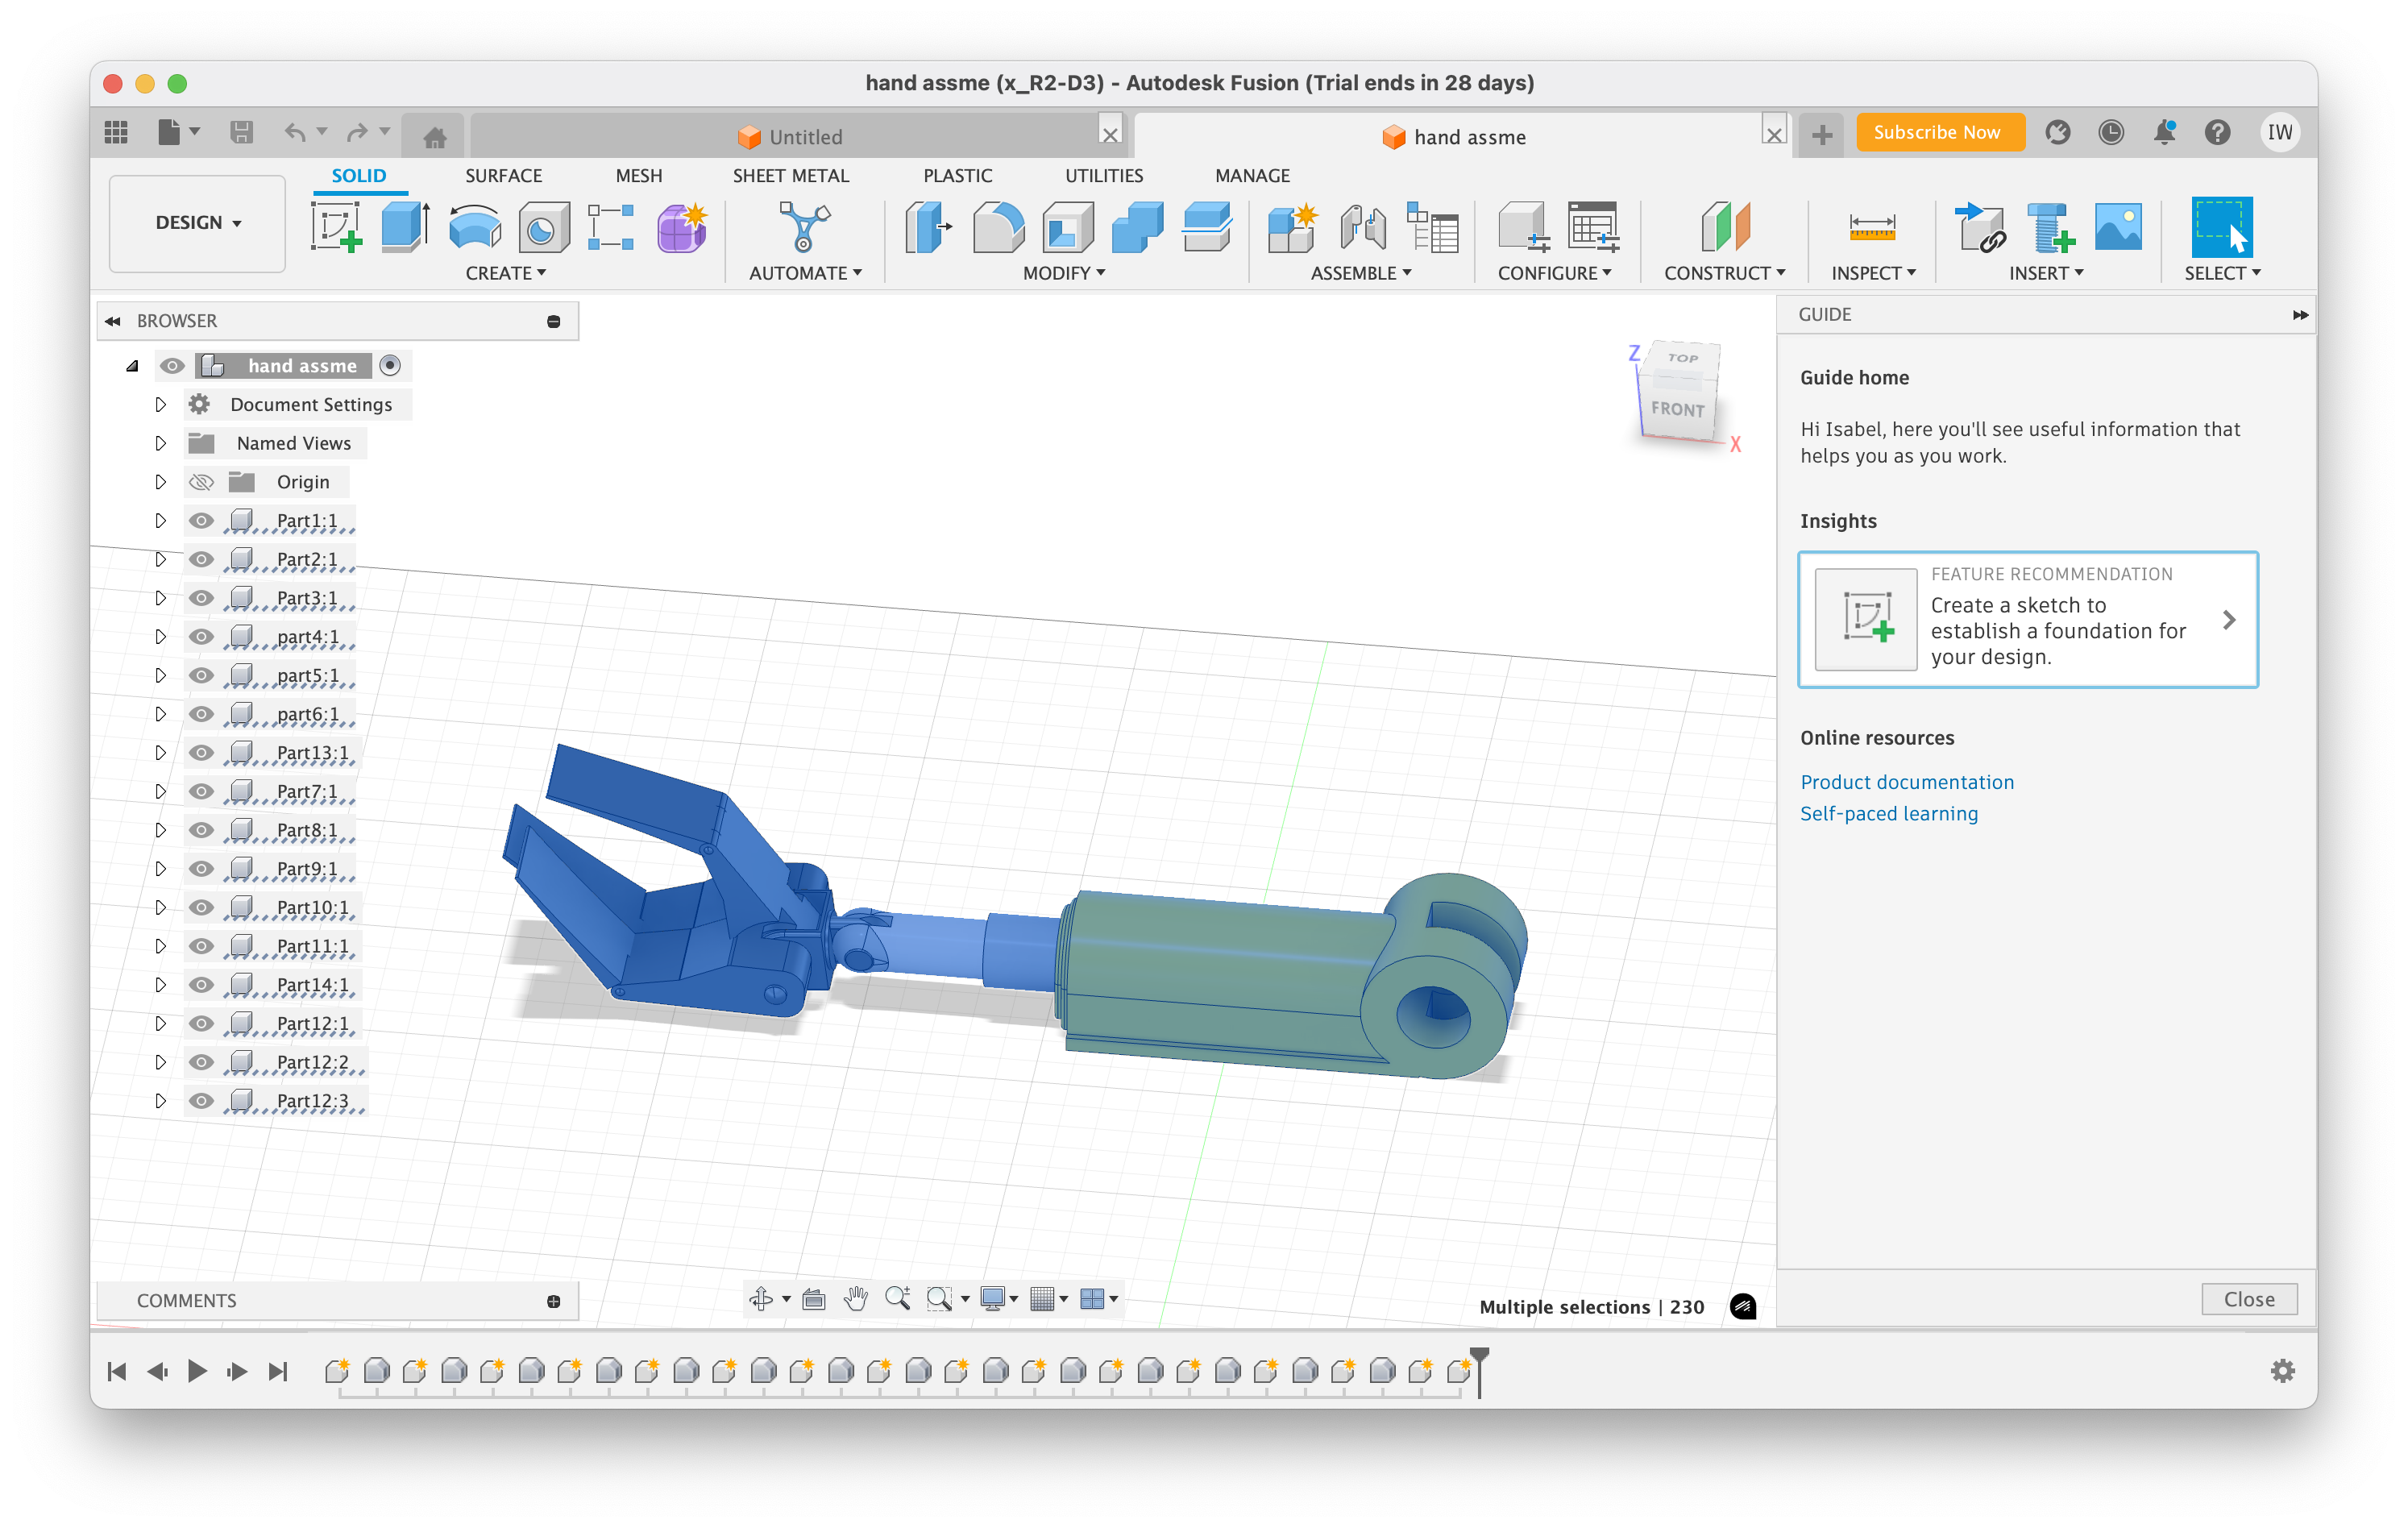 hand assme (x_R2-D3) - Autodesk Fusion (Trial ends in 28 days)
Untitled
hand assme
Subscribe Now
IW
DESIGN
SOLID
SURFACE
MESH
SHEET METAL
PLASTIC
UTILITIES
MANAGE
CREATE
AUTOMATE
MODIFY
ASSEMBLE
CONFIGURE
CONSTRUCT
INSPECT
INSERT
SELECT
BROWSER
hand assme
Document Settings
Named Views
Origin
Part1:1
Part2:1
Part3:1
part4:1
part5:1
part6:1
Part13:1
Part7:1
Part8:1
Part9:1
Part10:1
Part11:1
Part14:1
Part12:1
Part12:2
Part12:3
Z
TOP
FRONT
X
GUIDE
Guide home
Hi Isabel, here you'll see useful information that
helps you as you work.
Insights
FEATURE RECOMMENDATION
Create a sketch to
establish a foundation for
your design.
Online resources
Product documentation
Self-paced learning
COMMENTS
Multiple selections | 230
Close